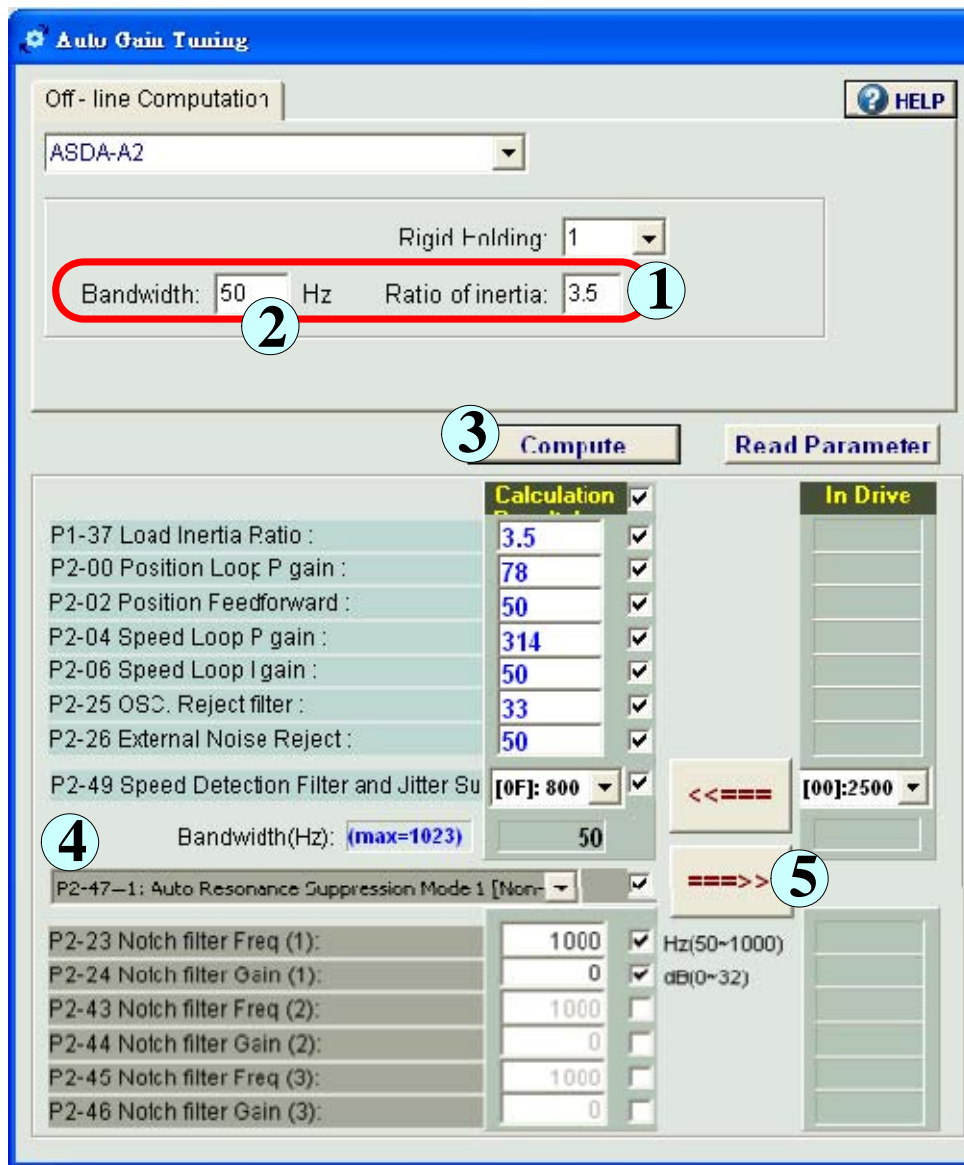 Auto Gain Tuning
Off - line Computation
HELP
ASDA-A2
Rigid Holding: 1
Bandwidth: 50 Hz Ratio of inertia: 3.5 1
2
3 Compute Read Parameter
Calculation In Drive
P1-37 Load Inertia Ratio : 3.5
P2-00 Position Loop P gain : 78
P2-02 Position Feedforward : 50
P2-04 Speed Loop P gain : 314
P2-06 Speed Loop I gain : 50
P2-25 OSC. Reject filter : 33
P2-26 External Noise Reject : 50
P2-49 Speed Detection Filter and Jitter Su [0F]: 800 <<=== [00]:2500
4 Bandwidth(Hz): (max=1023) 50
P2-47—1: Auto Resonance Suppression Mode 1 [Non- ===>> 5
P2-23 Notch filter Freq (1): 1000 Hz(50~1000)
P2-24 Notch filter Gain (1): 0 dB(0~32)
P2-43 Notch filter Freq (2): 1000
P2-44 Notch filter Gain (2): 0
P2-45 Notch filter Freq (3): 1000
P2-46 Notch filter Gain (3): 0